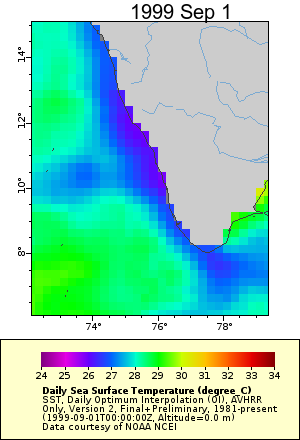 1999 Sep 1
14°
12°
10°
8°
74°
76°
78°
24 25 26 27 28 29 30 31 32 33 34
Daily Sea Surface Temperature (degree_C)
SST, Daily Optimum Interpolation (OI), AVHRR
Only, Version 2, Final+Preliminary, 1981-present
(1999-09-01T00:00:00Z, Altitude=0.0 m)
Data courtesy of NOAA NCEI